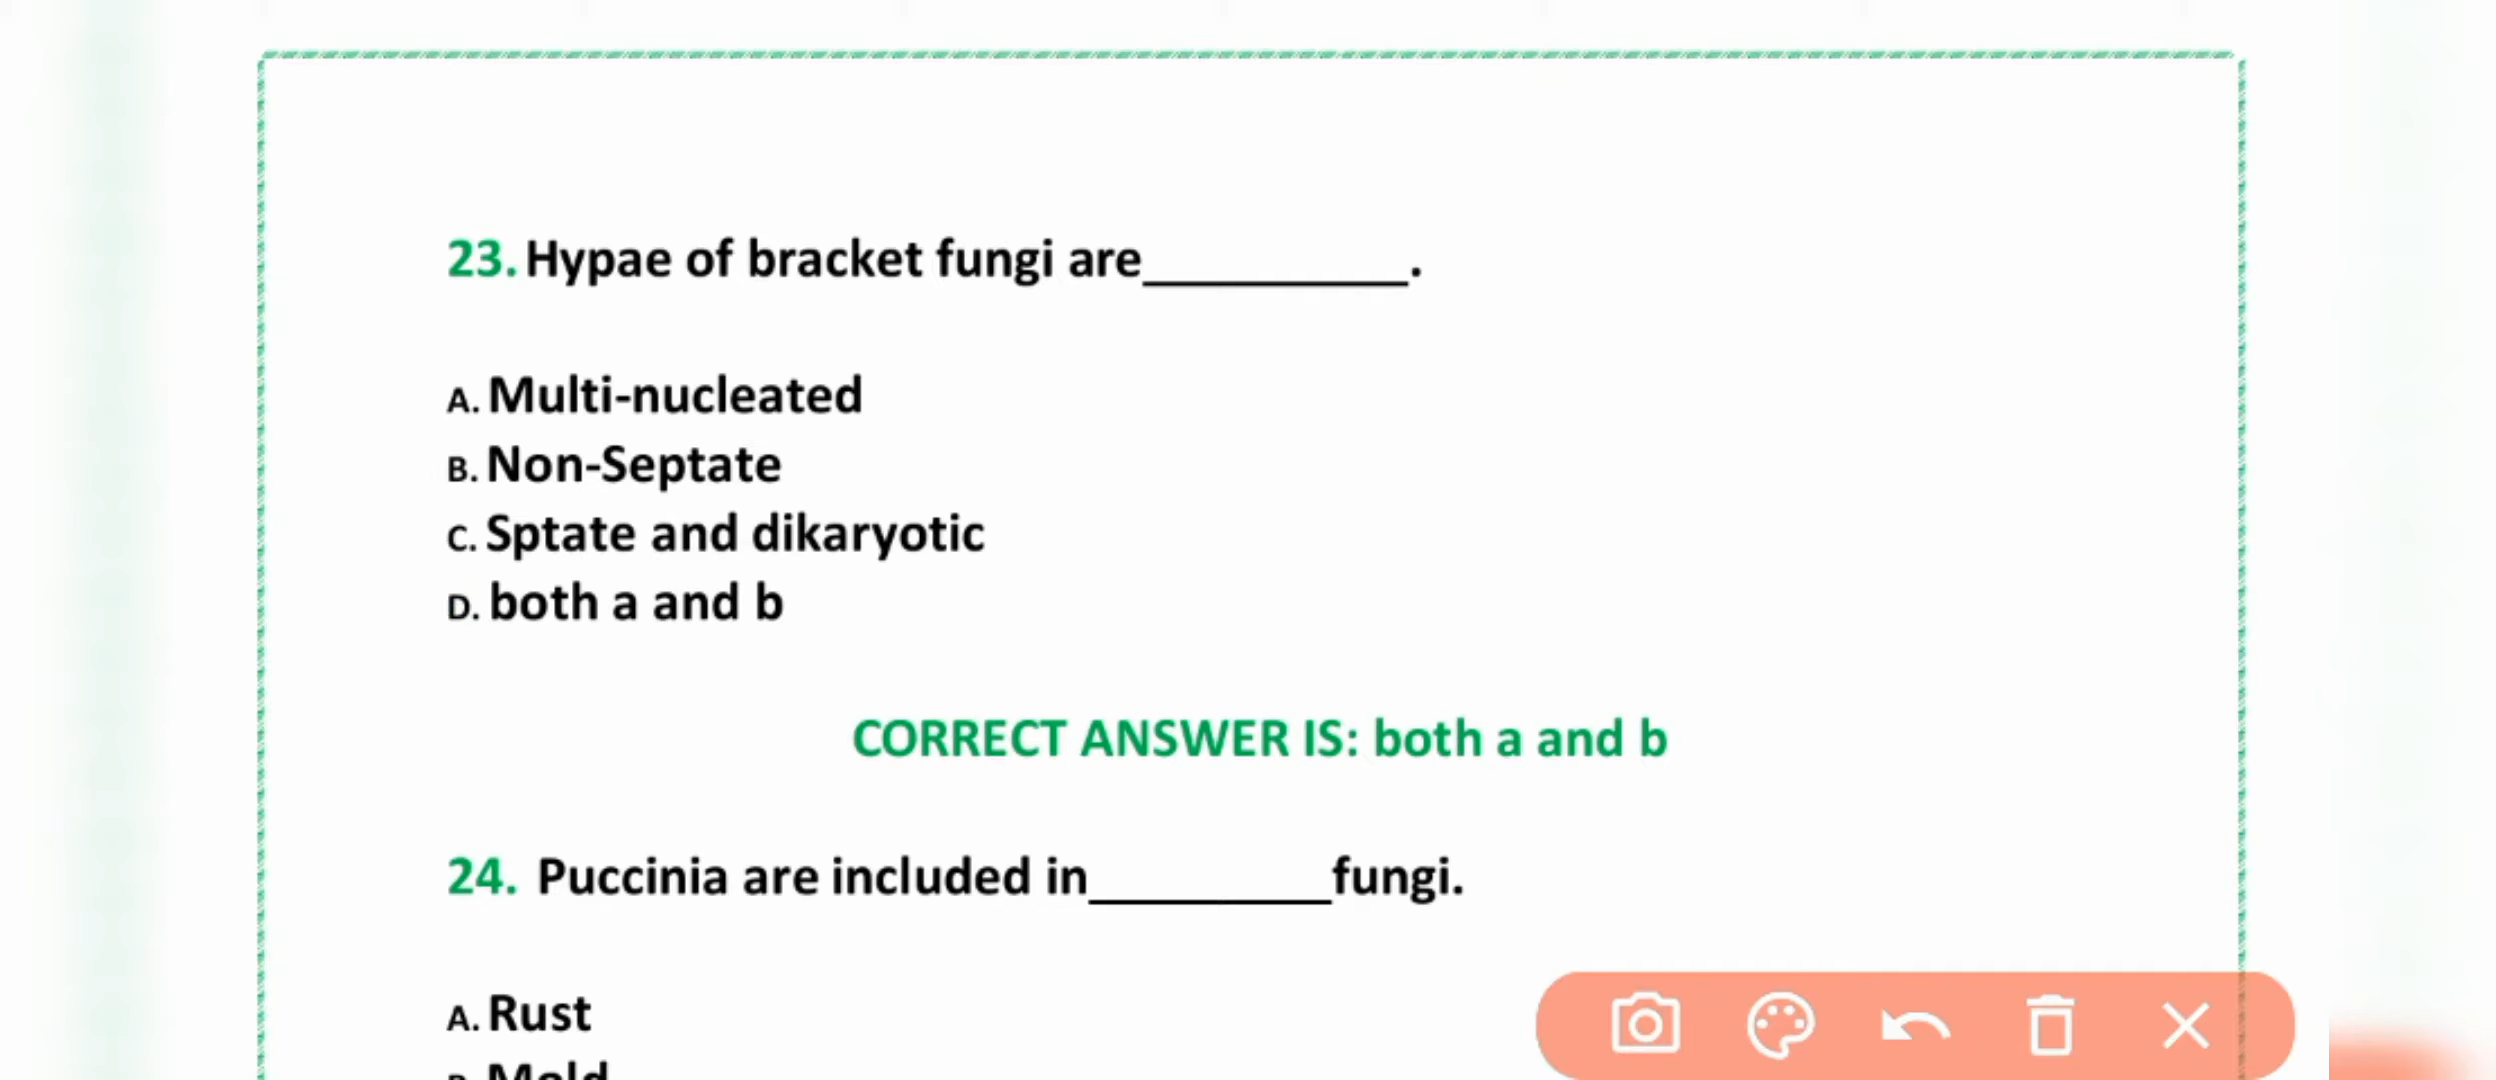 23. Hypae of bracket fungi are__________.
A. Multi-nucleated
B. Non-Septate
C. Sptate and dikaryotic
D. both a and b
CORRECT ANSWER IS: both a and b
24. Puccinia are included in_________fungi.
A. Rust